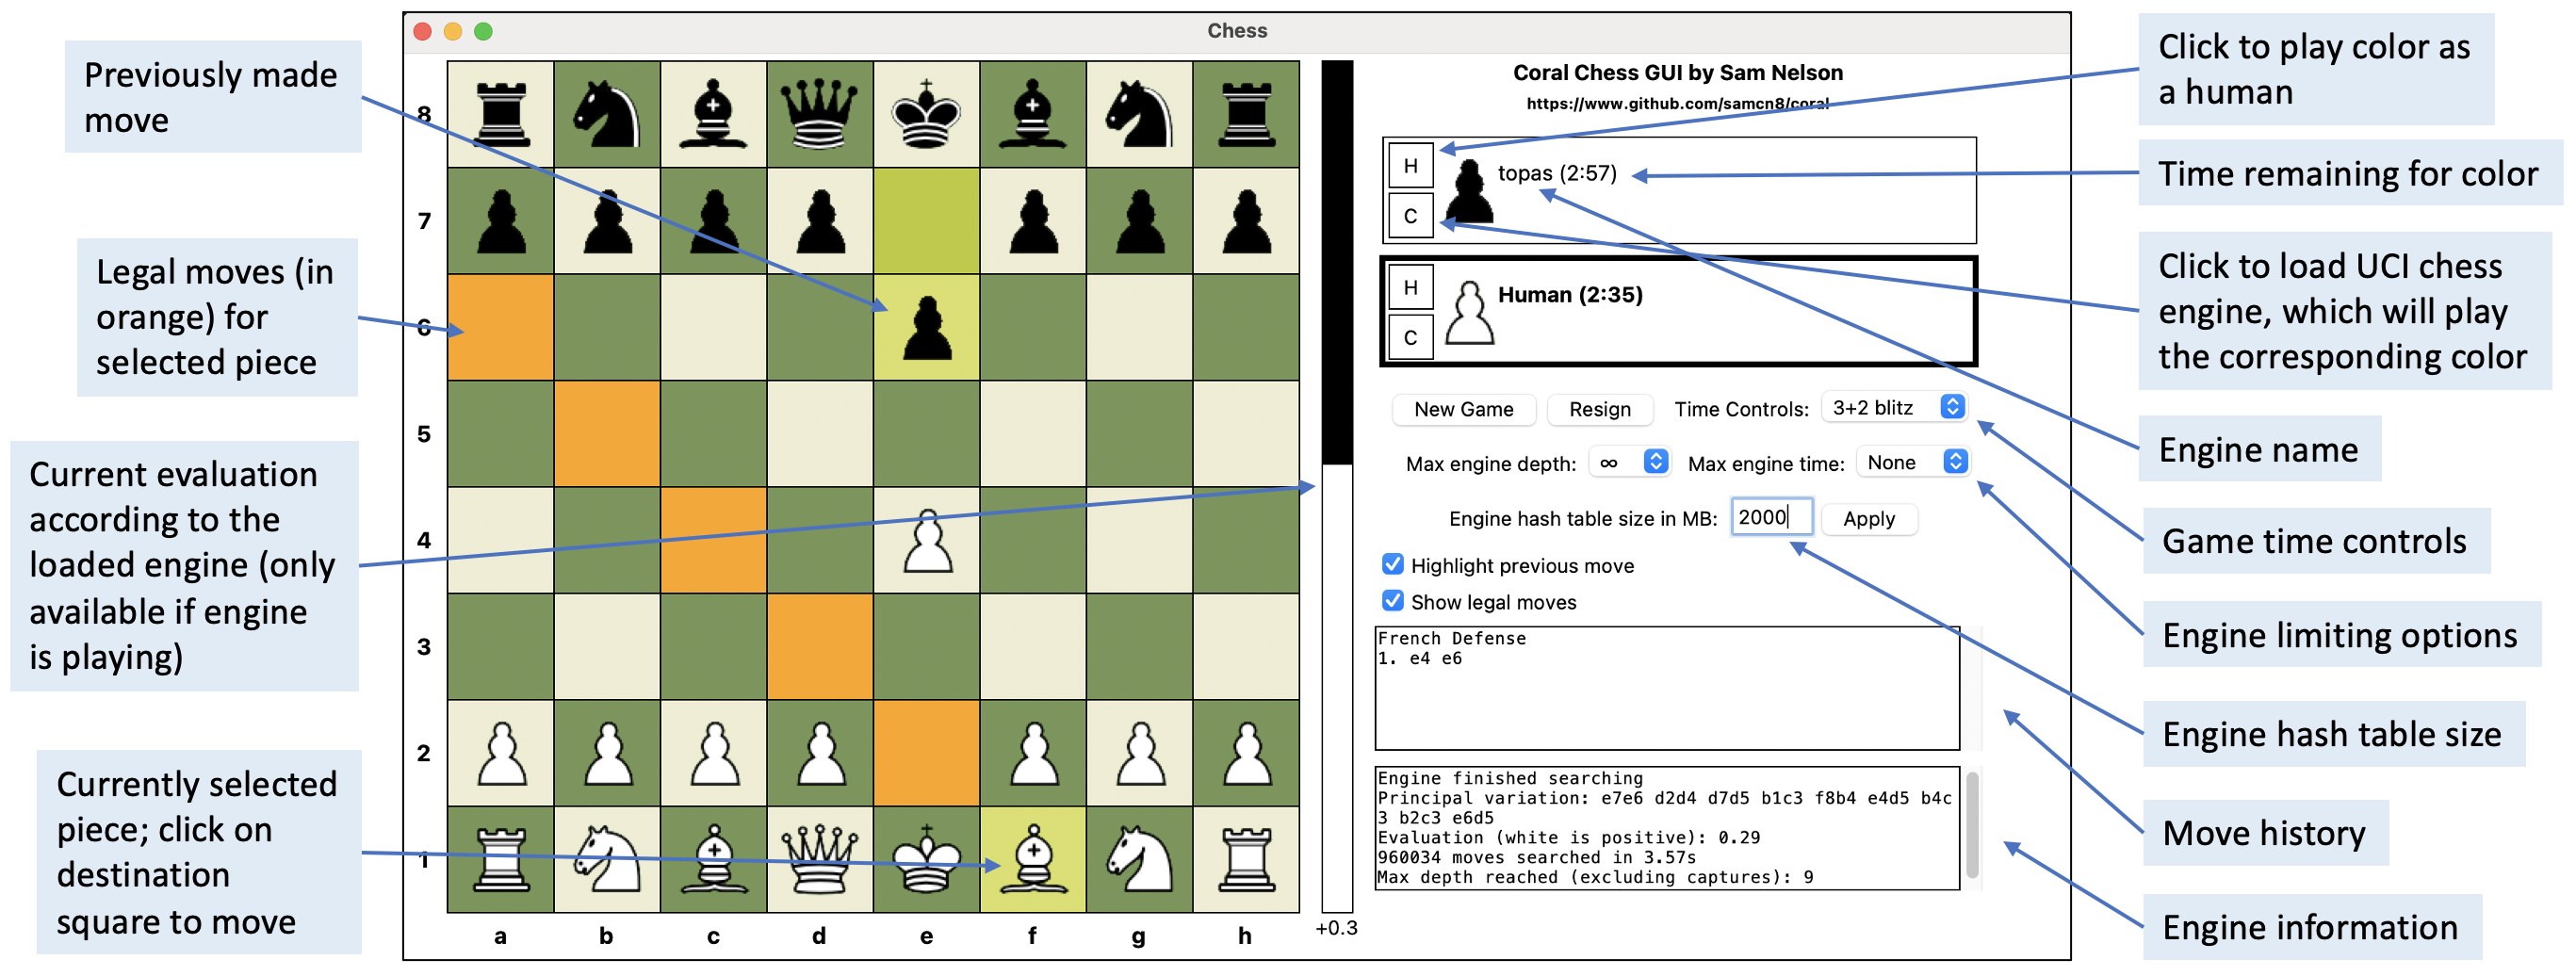 Chess
Previously made
move
Legal moves (in
orange) for
selected piece
Current evaluation
according to the
loaded engine (only
available if engine
is playing)
Currently selected
piece; click on
destination
square to move
8
7
6
5
4
3
2
1
a b c d e f g h
+0.3
Coral Chess GUI by Sam Nelson
https://www.github.com/samcn8/coral
H
C
topas (2:57)
H
C
Human (2:35)
New Game Resign Time Controls: 3+2 blitz
Max engine depth: ∞ Max engine time: None
Engine hash table size in MB: 2000 Apply
Highlight previous move
Show legal moves
French Defense
1. e4 e6
Engine finished searching
Principal variation: e7e6 d2d4 d7d5 b1c3 f8b4 e4d5 b4c
3 b2c3 e6d5
Evaluation (white is positive): 0.29
960034 moves searched in 3.57s
Max depth reached (excluding captures): 9
Click to play color as
a human
Time remaining for color
Click to load UCI chess
engine, which will play
the corresponding color
Engine name
Game time controls
Engine limiting options
Engine hash table size
Move history
Engine information